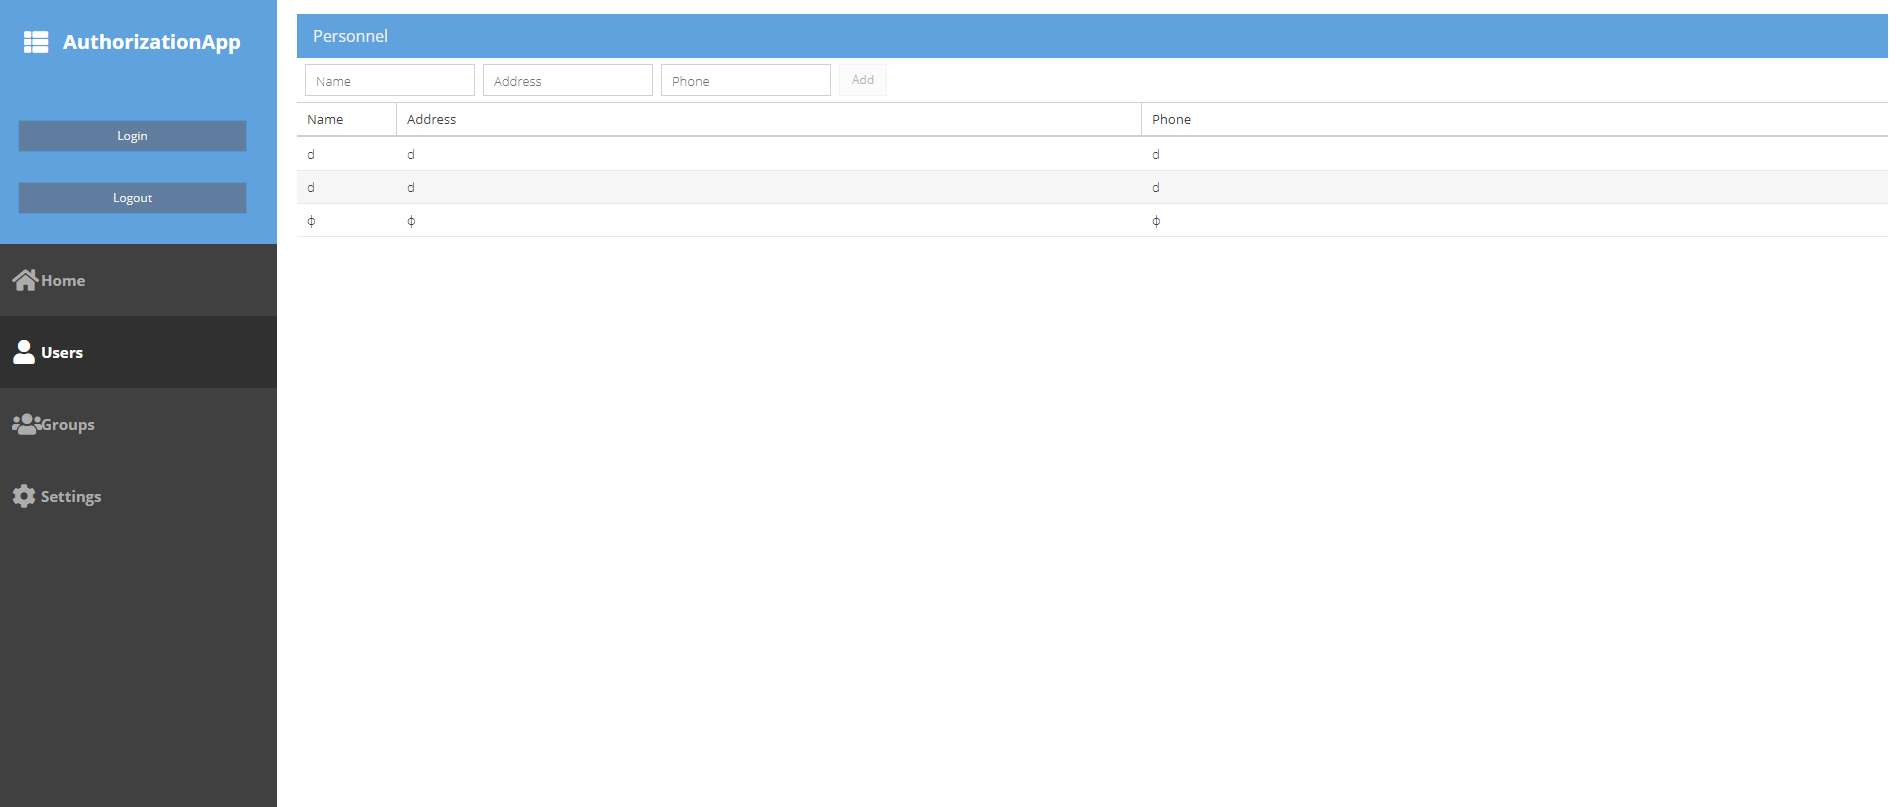 AuthorizationApp
Login
Logout
Home
Users
Groups
Settings
Personnel
Name Address Phone Add
Name Address Phone
d d d
d d d
ф ф ф